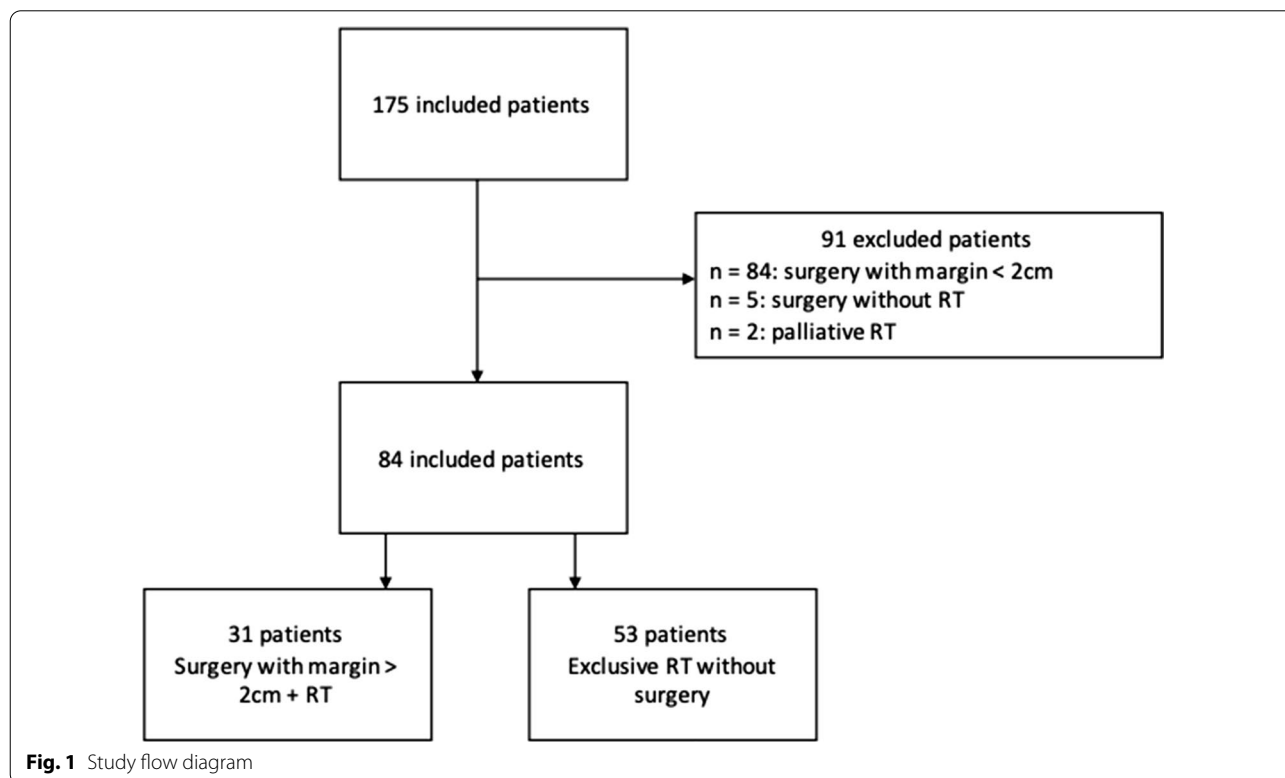 175 included patients
91 excluded patients
n = 84: surgery with margin < 2cm
n = 5: surgery without RT
n = 2: palliative RT
84 included patients
31 patients
Surgery with margin >
2cm + RT
53 patients
Exclusive RT without
surgery
Fig. 1 Study flow diagram